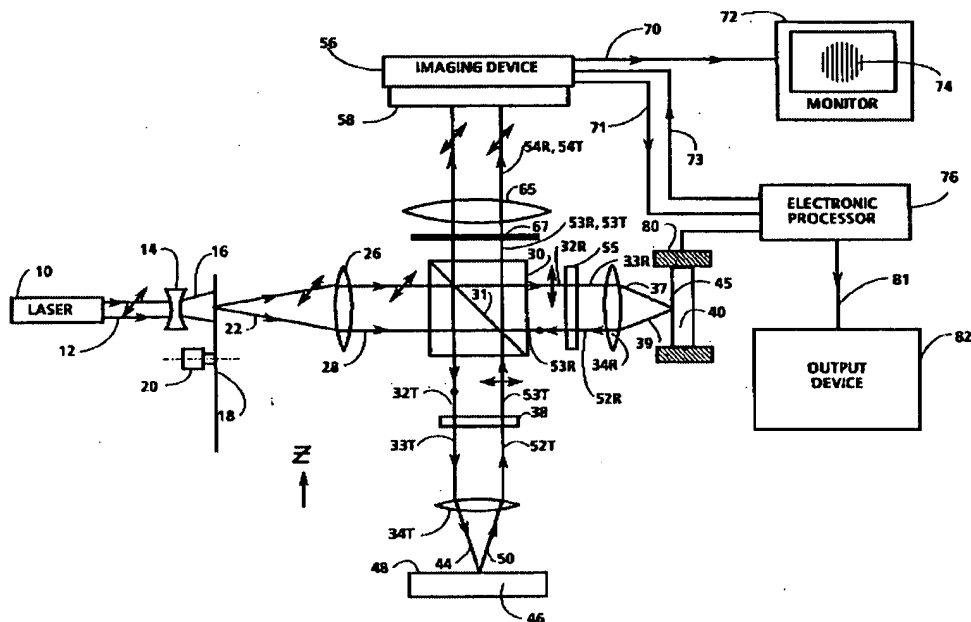 70
72
56
IMAGING DEVICE
MONITOR
74
58
71
73
54R, 54T
76
ELECTRONIC
PROCESSOR
65
67
53R, 53T
80
10
14
16
26
30
32R
55
33R
81
LASER
31
37
45
40
39
82
12
22
28
53R
34R
OUTPUT
DEVICE
20
18
32T
53T
38
52R
33T
52T
Z
34T
44
50
48
46